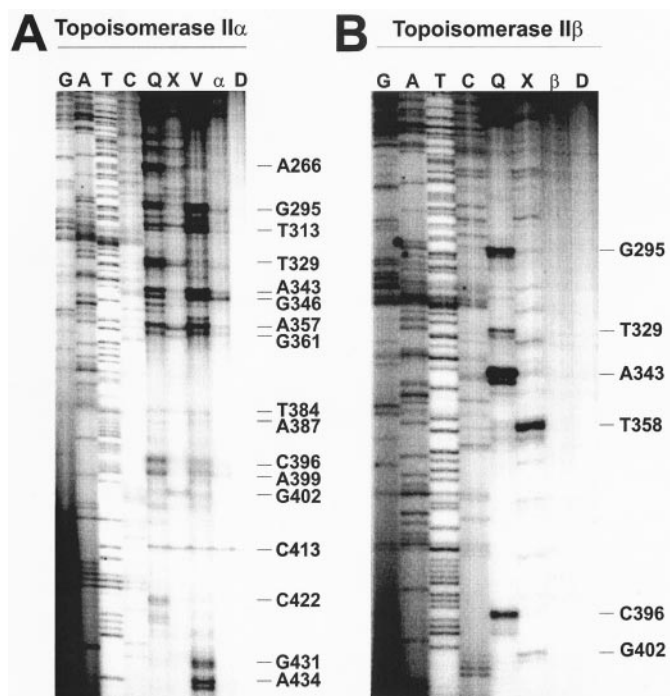 A Topoisomerase IIα
G A T C Q X V α D
A266
G295
T313
T329
A343
G346
A357
G361
T384
A387
C396
A399
G402
C413
C422
G431
A434
B Topoisomerase IIβ
G A T C Q X β D
G295
T329
A343
T358
C396
G402